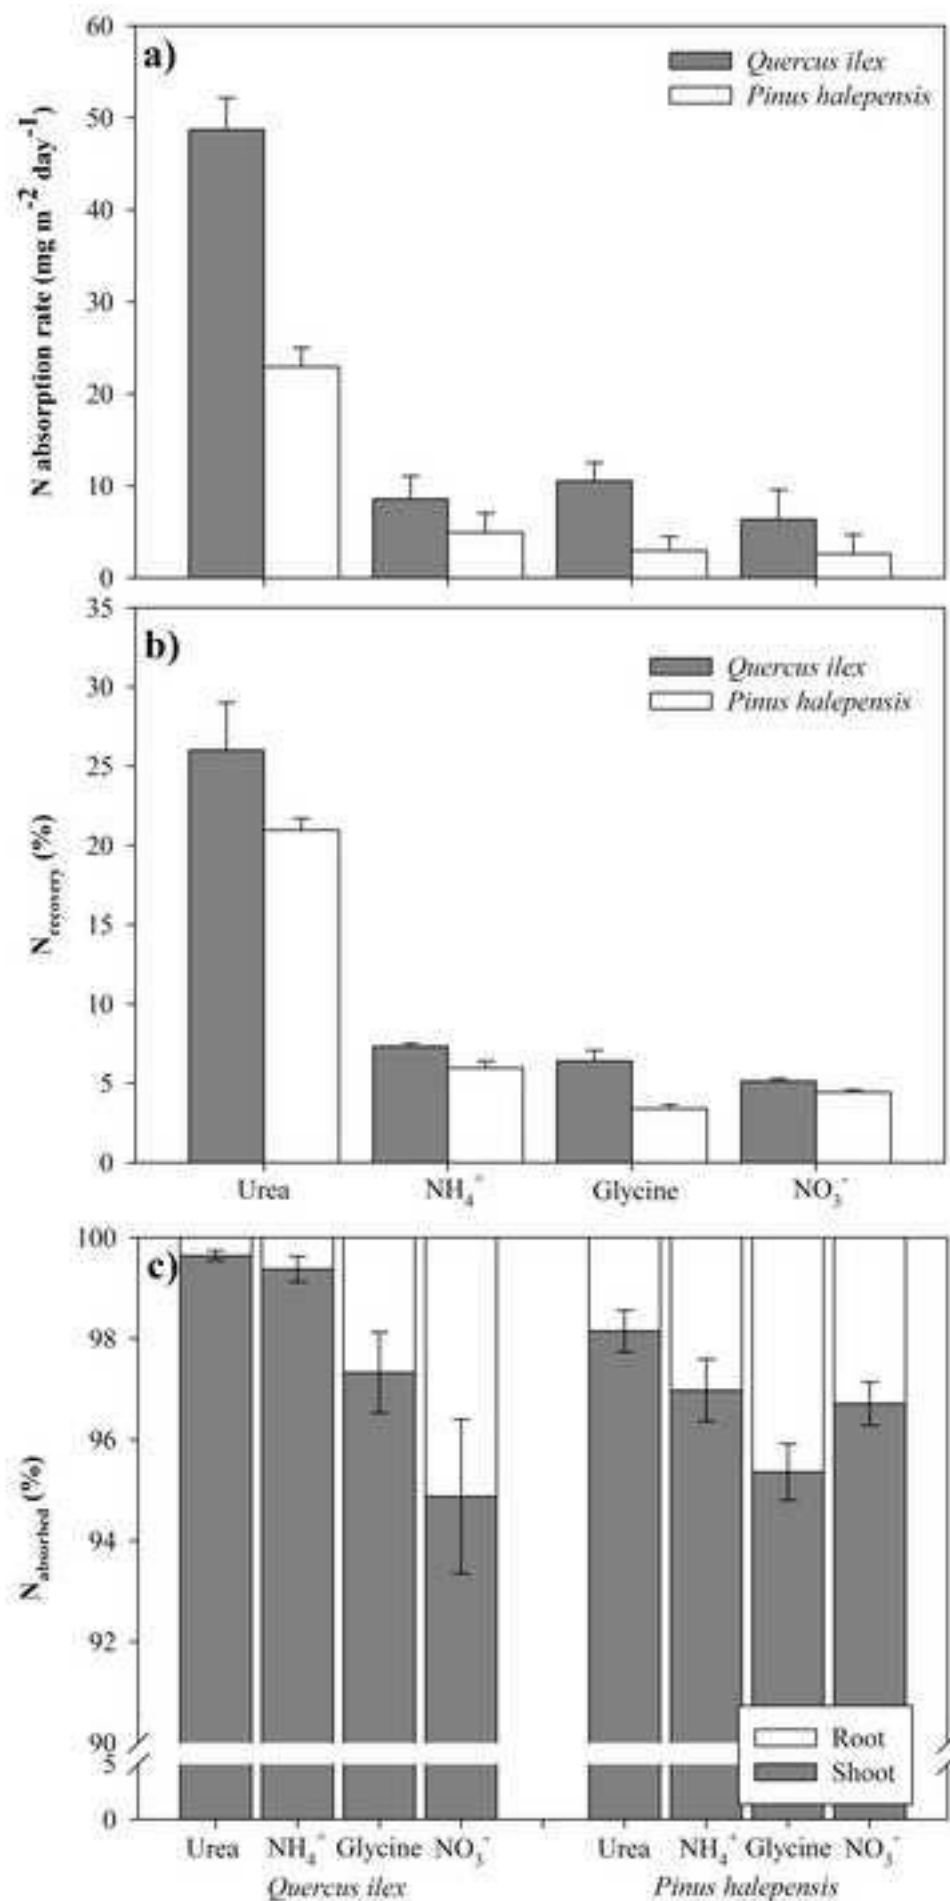 a)
Quercus ilex
Pinus halepensis
N absorption rate (mg m⁻² day⁻¹)
60
50
40
30
20
10
0
b)
Quercus ilex
Pinus halepensis
N_recovery (%)
35
30
25
20
15
10
5
0
Urea NH₄⁺ Glycine NO₃⁻
c)
N_absorbed (%)
100
98
96
94
92
90
5
0
Root
Shoot
Urea NH₄⁺ Glycine NO₃⁻ Urea NH₄⁺ Glycine NO₃⁻
Quercus ilex Pinus halepensis